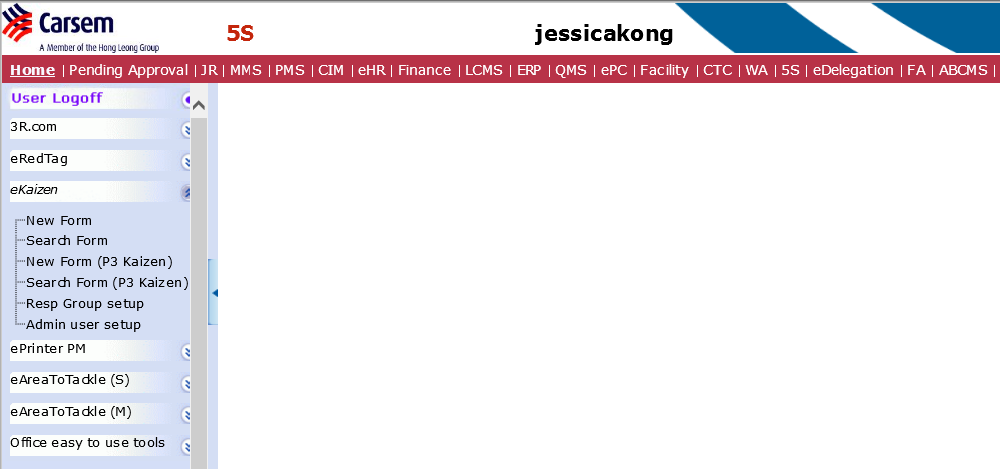 Carsem
A Member of the Hong Leong Group
5S
jessicakong
Home | Pending Approval | JR | MMS | PMS | CIM | eHR | Finance | LCMS | ERP | QMS | ePC | Facility | CTC | WA | 5S | eDelegation | FA | ABCMS |
User Logoff
3R.com
eRedTag
eKaizen
New Form
Search Form
New Form (P3 Kaizen)
Search Form (P3 Kaizen)
Resp Group setup
Admin user setup
ePrinter PM
eAreaToTackle (S)
eAreaToTackle (M)
Office easy to use tools